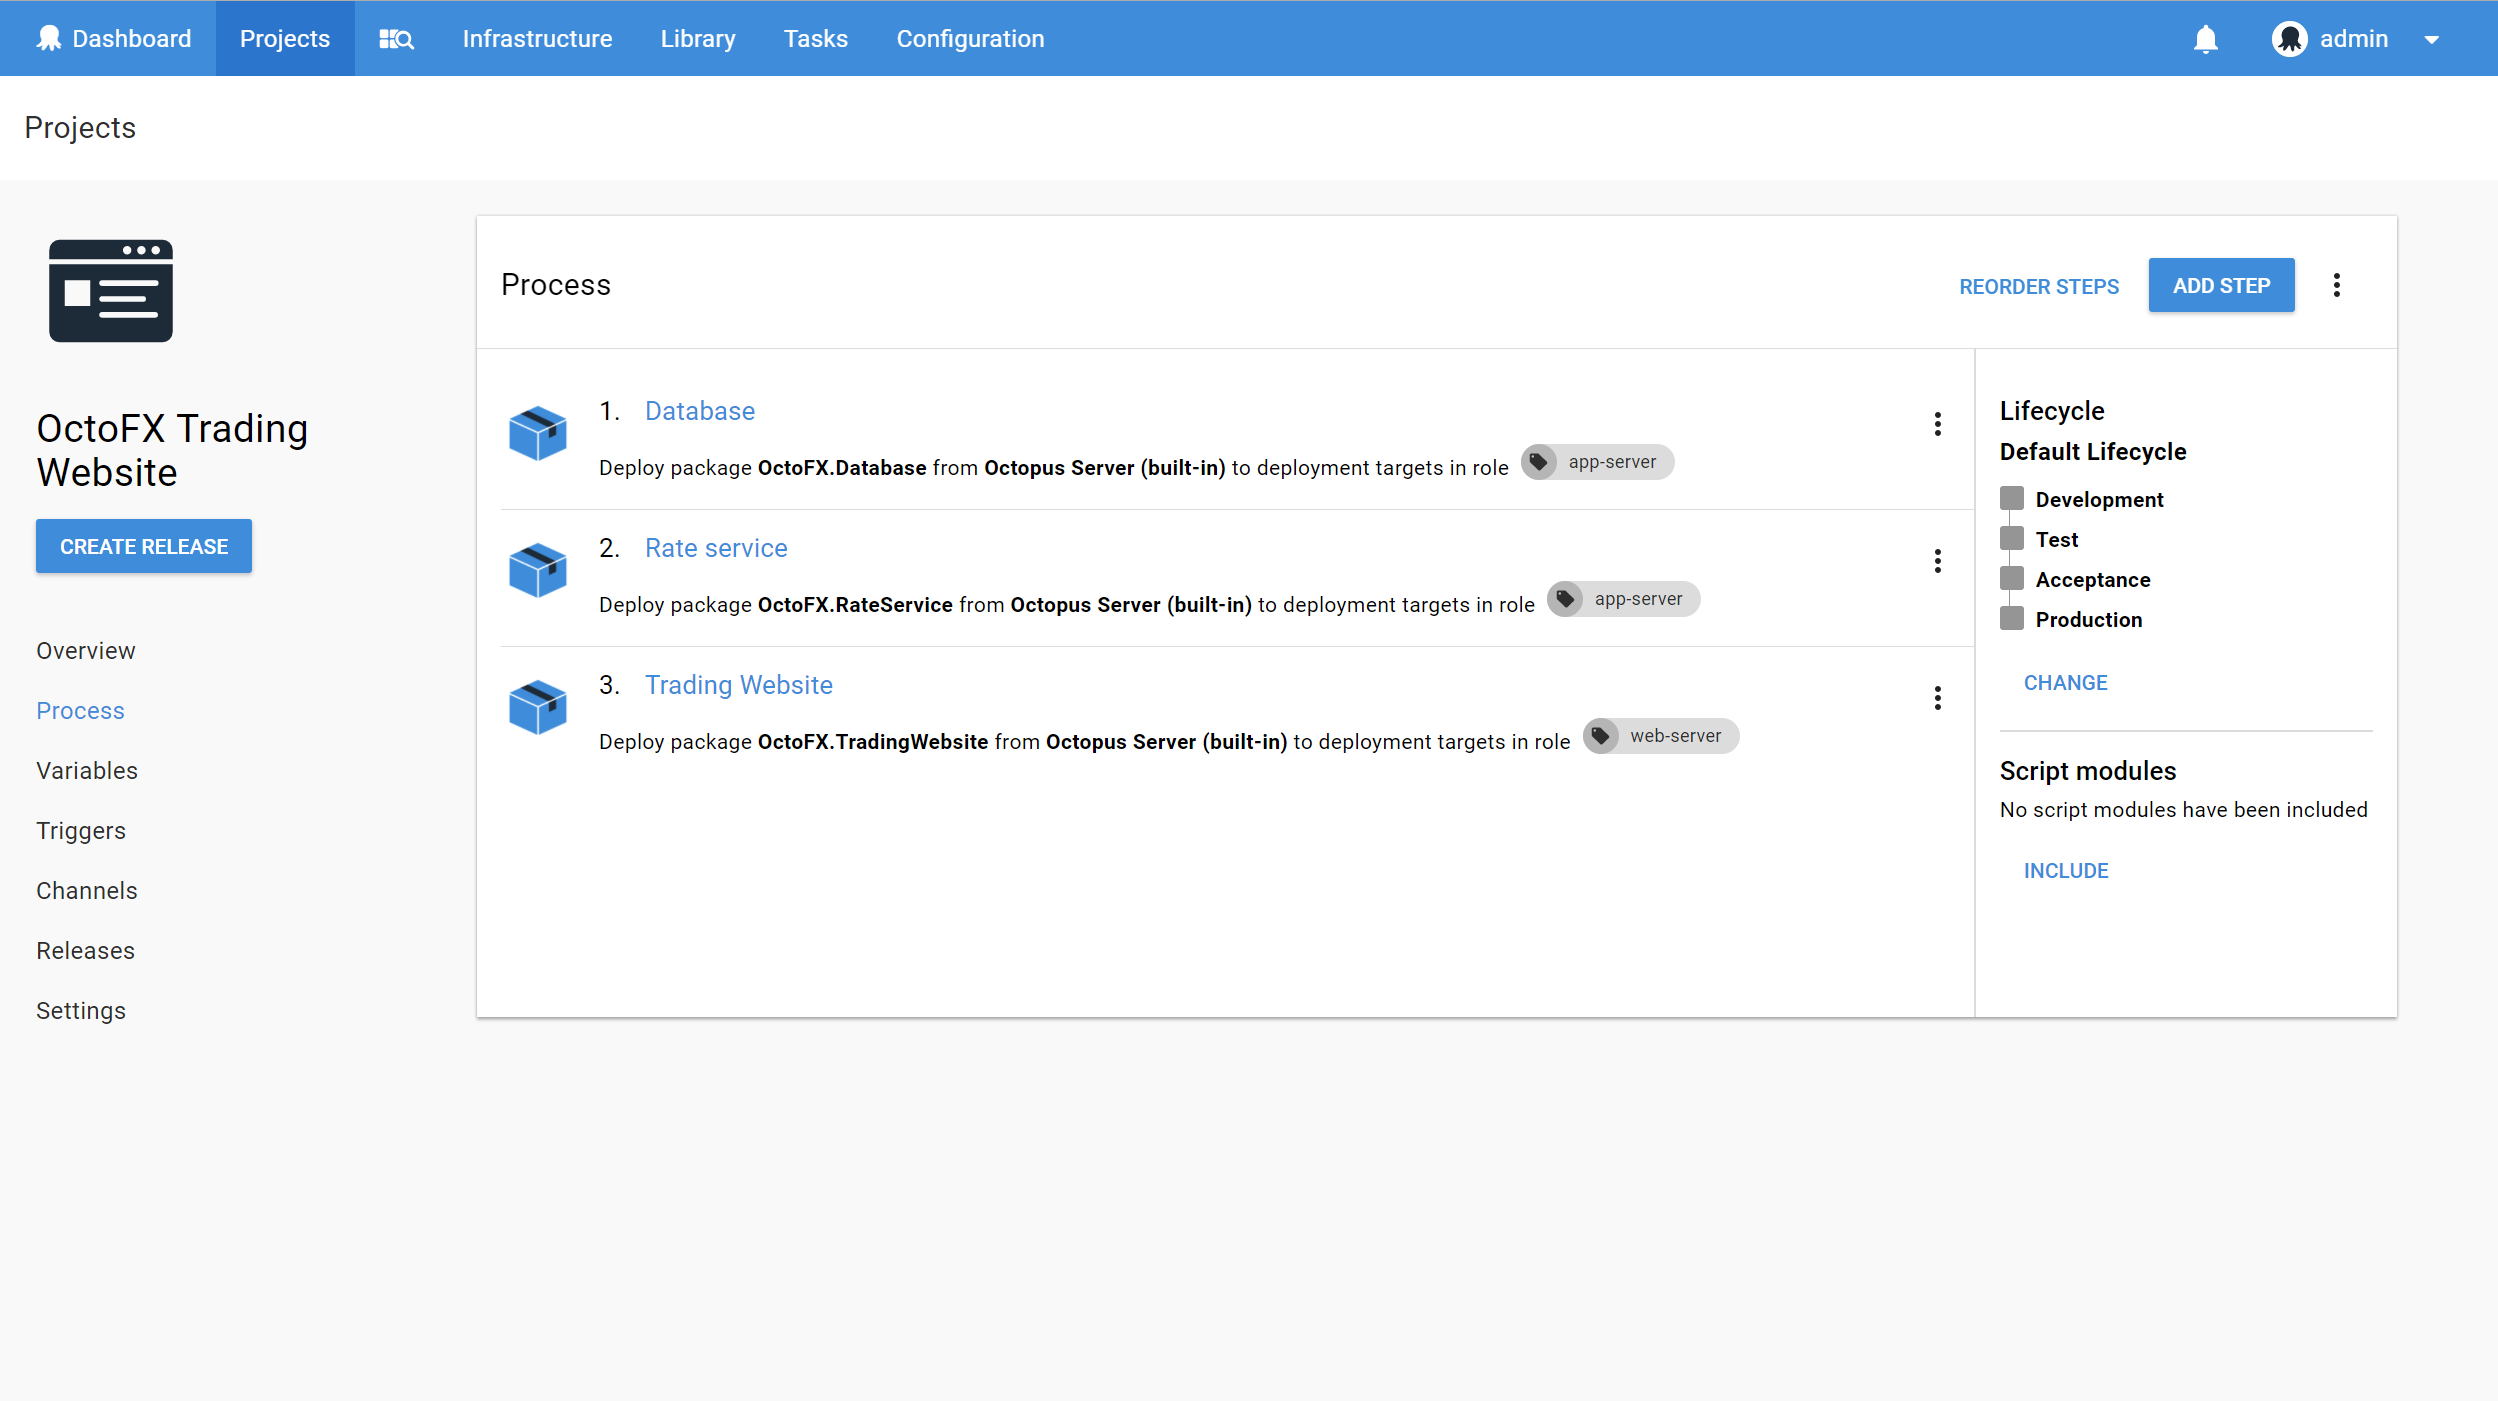 Dashboard
Projects
Infrastructure
Library
Tasks
Configuration
admin
Projects
OctoFX Trading
Website
CREATE RELEASE
Overview
Process
Variables
Triggers
Channels
Releases
Settings
Process
REORDER STEPS
ADD STEP
1. Database
Deploy package OctoFX.Database from Octopus Server (built-in) to deployment targets in role app-server
2. Rate service
Deploy package OctoFX.RateService from Octopus Server (built-in) to deployment targets in role app-server
3. Trading Website
Deploy package OctoFX.TradingWebsite from Octopus Server (built-in) to deployment targets in role web-server
Lifecycle
Default Lifecycle
Development
Test
Acceptance
Production
CHANGE
Script modules
No script modules have been included
INCLUDE